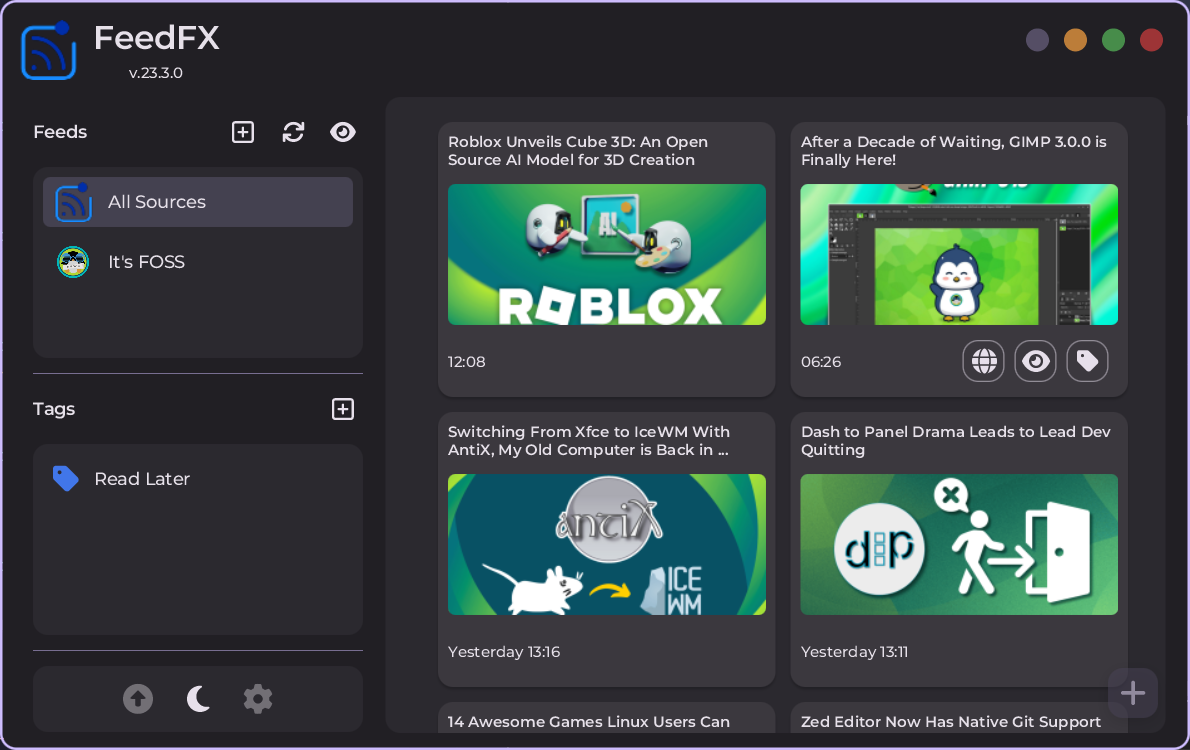 FeedFX
v.23.3.0
Feeds
All Sources
It's FOSS
Tags
Read Later
Roblox Unveils Cube 3D: An Open
Source AI Model for 3D Creation
AI
ROBLOX
12:08
After a Decade of Waiting, GIMP 3.0.0 is
Finally Here!
06:26
Switching From Xfce to IceWM With
AntiX, My Old Computer is Back in ...
antiX
ICE
WM
Yesterday 13:16
Dash to Panel Drama Leads to Lead Dev
Quitting
d p
Yesterday 13:11
14 Awesome Games Linux Users Can
Zed Editor Now Has Native Git Support